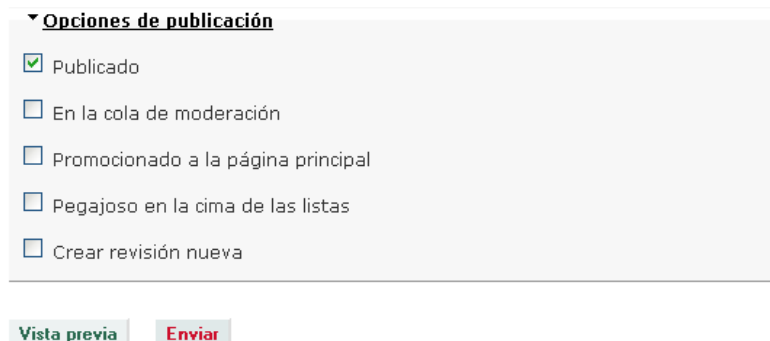 Opciones de publicación
Publicado
En la cola de moderación
Promocionado a la página principal
Pegajoso en la cima de las listas
Crear revisión nueva
Vista previa
Enviar